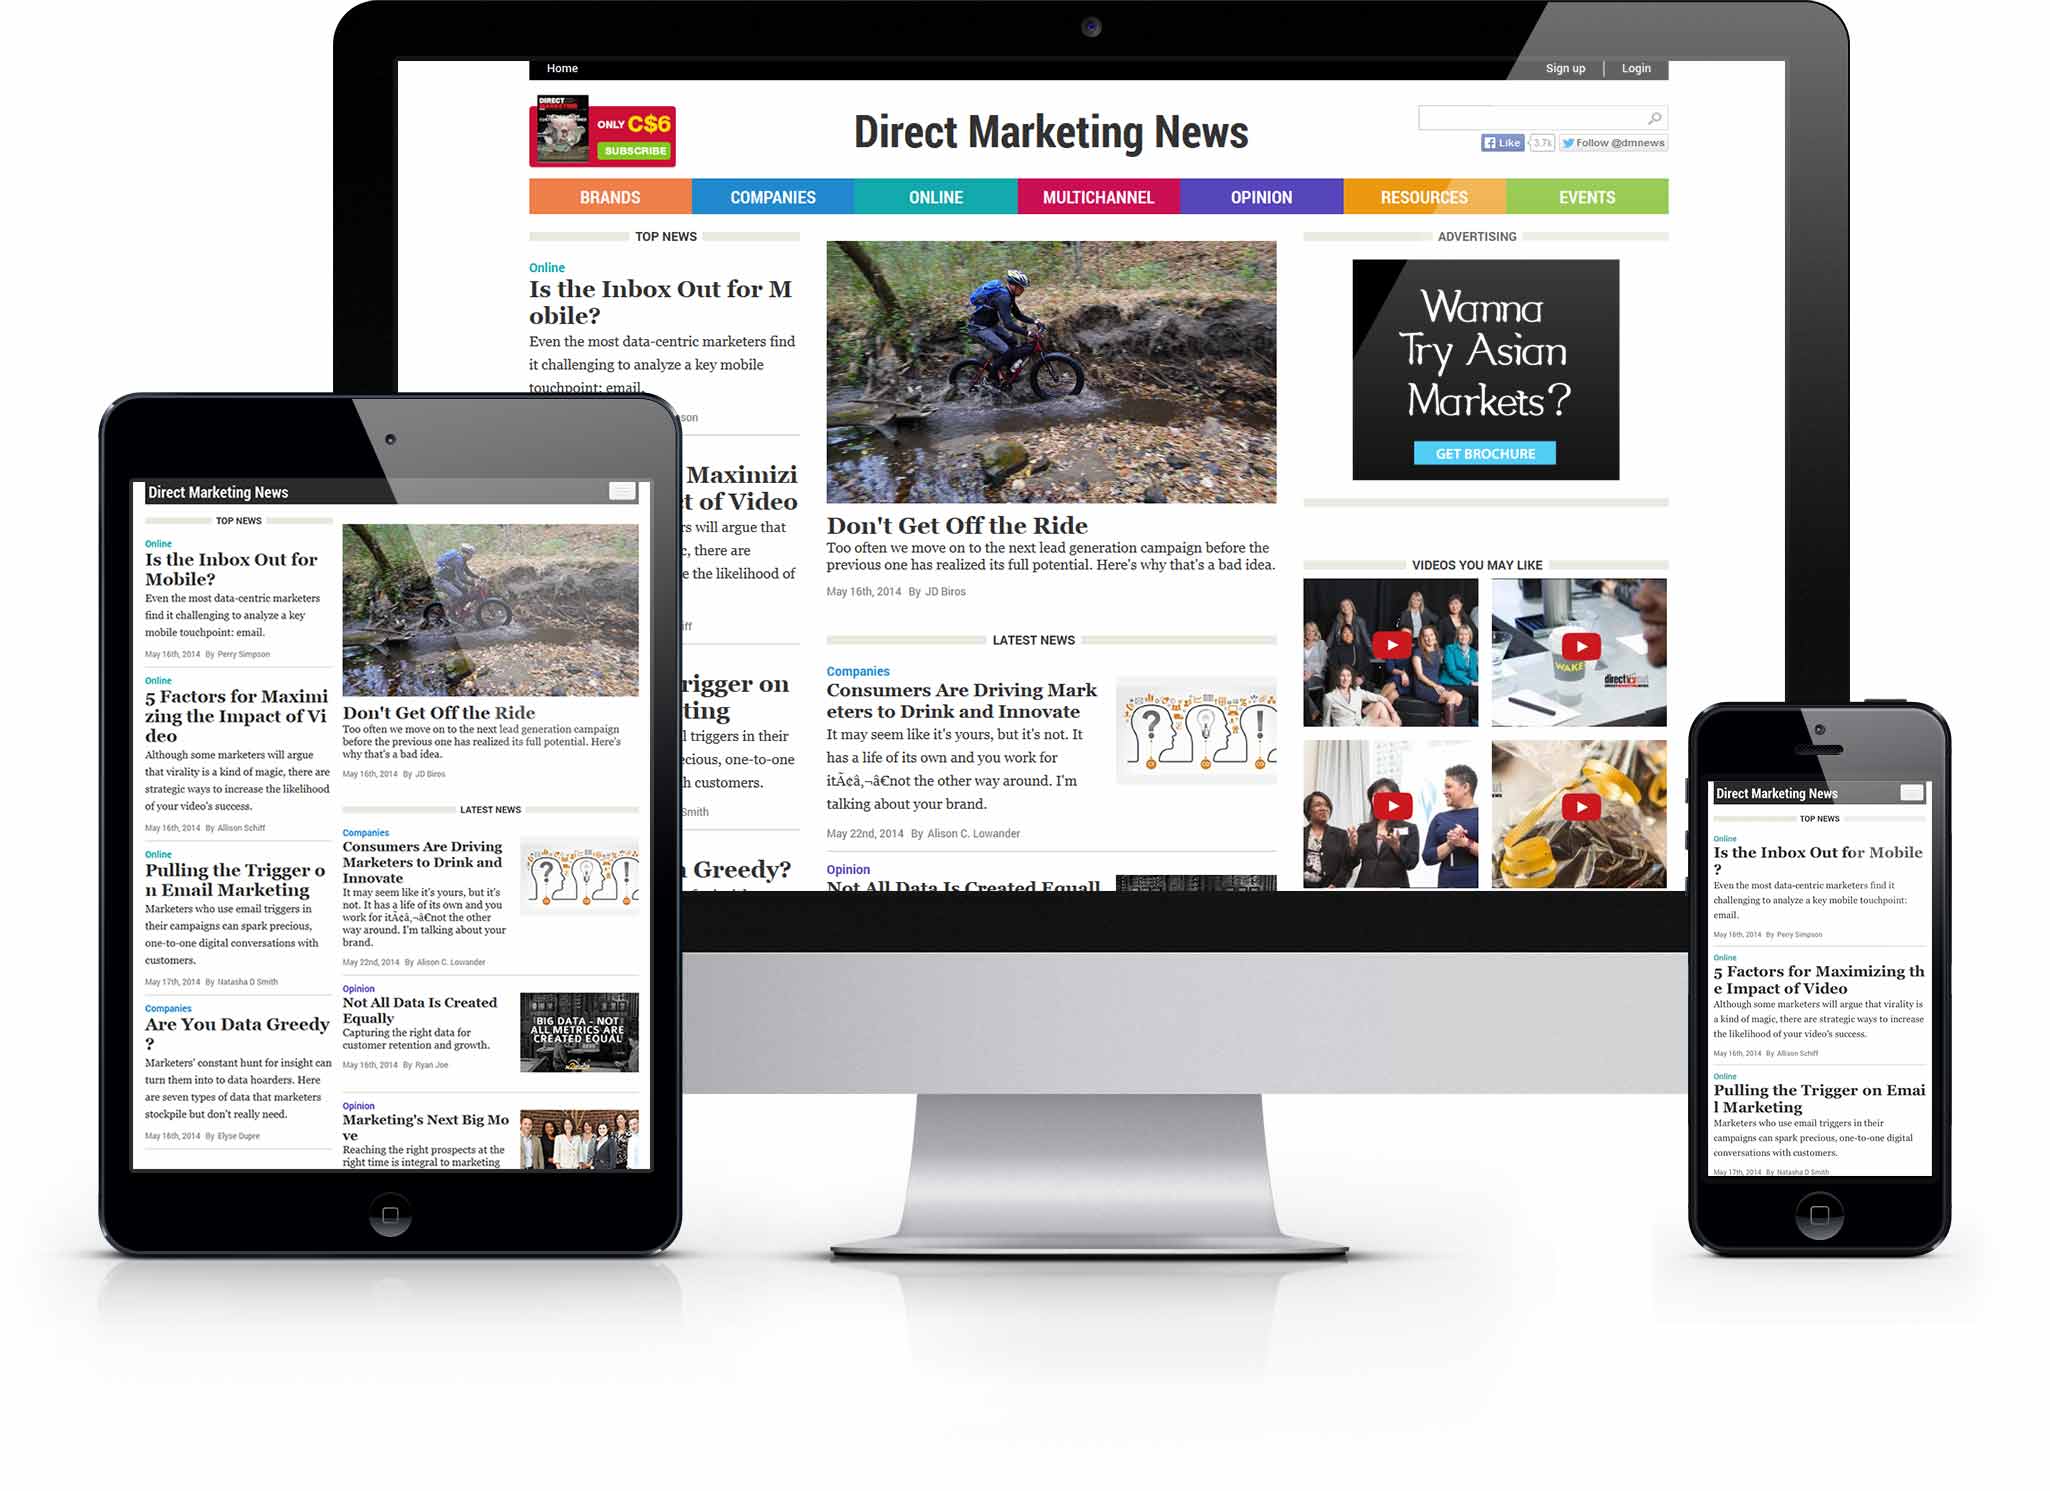 Home
Sign up
Login
DIRECT
MARKETING
ONLY C$6
SUBSCRIBE
Direct Marketing News
Like
3.7k
Follow @dmnews
BRANDS
COMPANIES
ONLINE
MULTICHANNEL
OPINION
RESOURCES
EVENTS
TOP NEWS
Online
Is the Inbox Out for M
obile?
Even the most data-centric marketers find
it challenging to analyze a key mobile
touchpoint: email.
son
Maximizi
ct of Video
rs will argue that
c, there are
e the likelihood of
iff
rigger on
ting
l triggers in their
ecious, one-to-one
h customers.
Smith
Greedy?
Don't Get Off the Ride
Too often we move on to the next lead generation campaign before the
previous one has realized its full potential. Here's why that's a bad idea.
May 16th, 2014 By JD Biros
LATEST NEWS
Companies
Consumers Are Driving Mark
eters to Drink and Innovate
It may seem like it's yours, but it's not. It
has a life of its own and you work for
itÃ¢â‚¬â€not the other way around. I'm
talking about your brand.
May 22nd, 2014 By Alison C. Lowander
Opinion
Not All Data Is Created Equall
ADVERTISING
Wanna
Try Asian
Markets?
GET BROCHURE
VIDEOS YOU MAY LIKE
WAKE
Direct Marketing News
TOP NEWS
Online
Is the Inbox Out for
Mobile?
Even the most data-centric marketers
find it challenging to analyze a key
mobile touchpoint: email.
May 16th, 2014 By Perry Simpson
Online
5 Factors for Maximi
zing the Impact of Vi
deo
Although some marketers will argue
that virality is a kind of magic, there are
strategic ways to increase the likelihood
of your video's success.
May 16th, 2014 By Allison Schiff
Online
Pulling the Trigger o
n Email Marketing
Marketers who use email triggers in
their campaigns can spark precious,
one-to-one digital conversations with
customers.
May 17th, 2014 By Natasha D Smith
Companies
Are You Data Greedy
?
Marketers' constant hunt for insight can
turn them into to data hoarders. Here
are seven types of data that marketers
stockpile but don't really need.
May 16th, 2014 By Elyse Dupre
Don't Get Off the Ride
Too often we move on to the next lead generation campaign
before the previous one has realized its full potential. Here's
why that's a bad idea.
May 16th, 2014 By JD Biros
LATEST NEWS
Companies
Consumers Are Driving
Marketers to Drink and
Innovate
It may seem like it's yours, but it's
not. It has a life of its own and you
work for itÃ¢â‚¬â€not the other
way around. I'm talking about your
brand.
May 22nd, 2014 By Alison C. Lowander
Opinion
Not All Data Is Created
Equally
Capturing the right data for
customer retention and growth.
May 16th, 2014 By Ryan Joe
BIG DATA - NOT
ALL METRICS ARE
CREATED EQUAL
Opinion
Marketing's Next Big Mo
ve
Reaching the right prospects at the
right time is integral to marketing
Direct Marketing News
TOP NEWS
Online
Is the Inbox Out for Mobile
?
Even the most data-centric marketers find it
challenging to analyze a key mobile touchpoint:
email.
May 16th, 2014 By Perry Simpson
Online
5 Factors for Maximizing th
e Impact of Video
Although some marketers will argue that virality is
a kind of magic, there are strategic ways to increase
the likelihood of your video's success.
May 16th, 2014 By Allison Schiff
Online
Pulling the Trigger on Emai
l Marketing
Marketers who use email triggers in their
campaigns can spark precious, one-to-one digital
conversations with customers.
May 17th, 2014 By Natasha D Smith